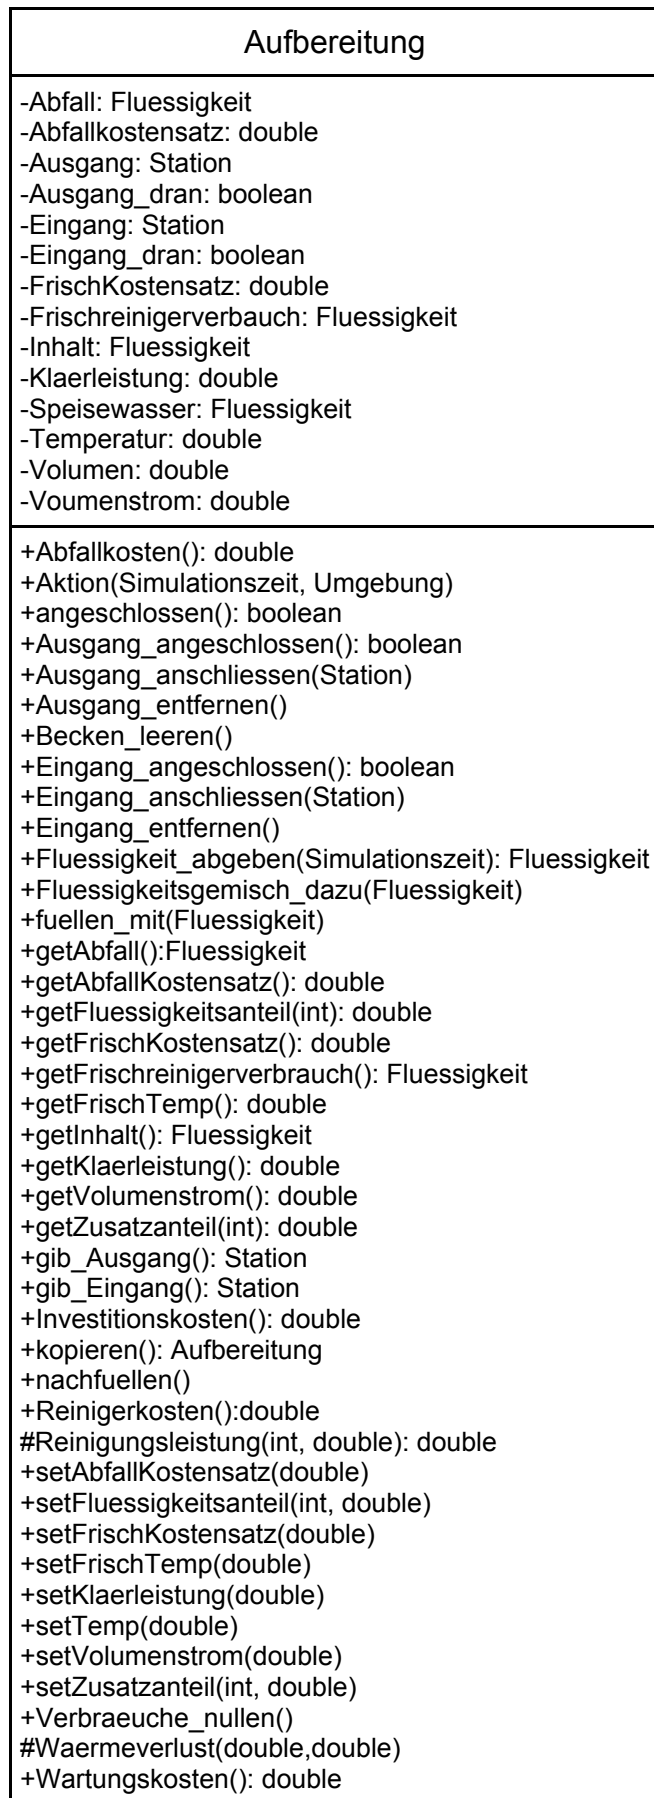 Aufbereitung
-Abfall: Fluessigkeit
-Abfallkostensatz: double
-Ausgang: Station
-Ausgang_dran: boolean
-Eingang: Station
-Eingang_dran: boolean
-FrischKostensatz: double
-Frischreinigerverbauch: Fluessigkeit
-Inhalt: Fluessigkeit
-Klaerleistung: double
-Speisewasser: Fluessigkeit
-Temperatur: double
-Volumen: double
-Voumenstrom: double
+Abfallkosten(): double
+Aktion(Simulationszeit, Umgebung)
+angeschlossen(): boolean
+Ausgang_angeschlossen(): boolean
+Ausgang_anschliessen(Station)
+Ausgang_entfernen()
+Becken_leeren()
+Eingang_angeschlossen(): boolean
+Eingang_anschliessen(Station)
+Eingang_entfernen()
+Fluessigkeit_abgeben(Simulationszeit): Fluessigkeit
+Fluessigkeitsgemisch_dazu(Fluessigkeit)
+fuellen_mit(Fluessigkeit)
+getAbfall():Fluessigkeit
+getAbfallKostensatz(): double
+getFluessigkeitsanteil(int): double
+getFrischKostensatz(): double
+getFrischreinigerverbrauch(): Fluessigkeit
+getFrischTemp(): double
+getInhalt(): Fluessigkeit
+getKlaerleistung(): double
+getVolumenstrom(): double
+getZusatzanteil(int): double
+gib_Ausgang(): Station
+gib_Eingang(): Station
+Investitionskosten(): double
+kopieren(): Aufbereitung
+nachfuellen()
+Reinigerkosten():double
#Reinigungsleistung(int, double): double
+setAbfallKostensatz(double)
+setFluessigkeitsanteil(int, double)
+setFrischKostensatz(double)
+setFrischTemp(double)
+setKlaerleistung(double)
+setTemp(double)
+setVolumenstrom(double)
+setZusatzanteil(int, double)
+Verbraeuche_nullen()
#Waermeverlust(double,double)
+Wartungskosten(): double